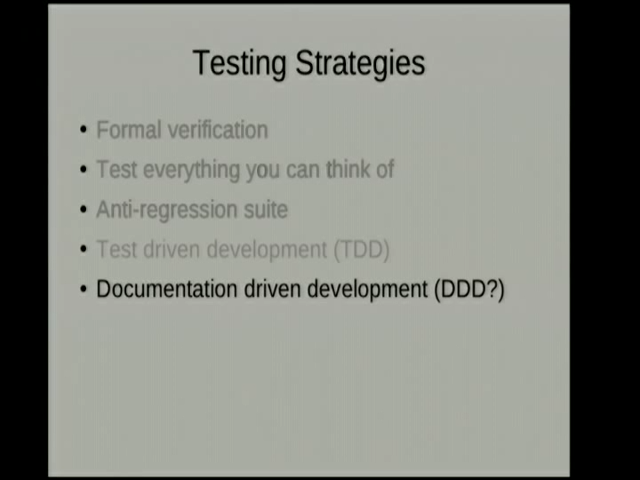 Testing Strategies
• Formal verification
• Test everything you can think of
• Anti-regression suite
• Test driven development (TDD)
• Documentation driven development (DDD?)